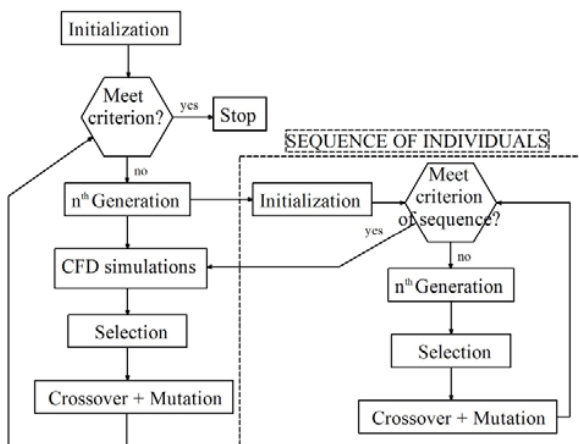 Initialization
Meet
criterion?
yes
Stop
no
nth Generation
CFD simulations
Selection
Crossover + Mutation
SEQUENCE OF INDIVIDUALS
Initialization
Meet
criterion
of sequence?
yes
no
nth Generation
Selection
Crossover + Mutation